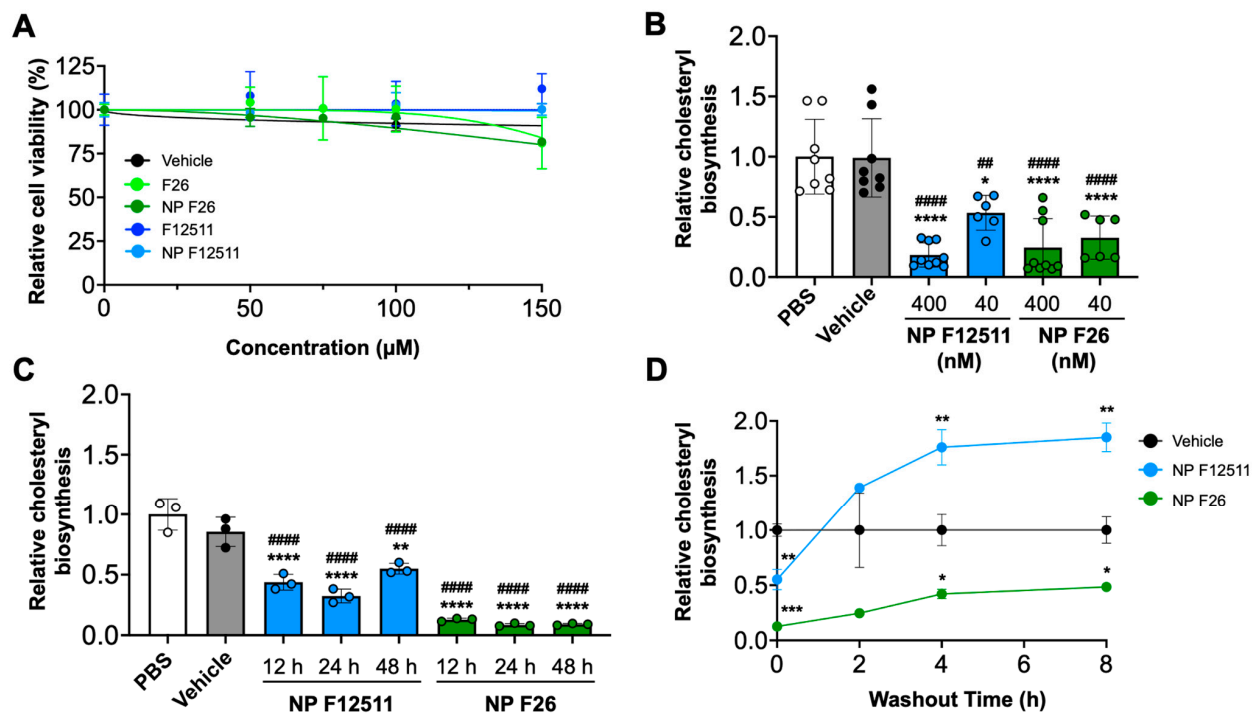 A
Relative cell viability (%)
125
100
75
50
25
0
Vehicle
F26
NP F26
F12511
NP F12511
0
50
100
150
Concentration (µM)
B
Relative cholesteryl
biosynthesis
2.0
1.5
1.0
0.5
0.0
####
****
##
*
####
****
####
****
PBS
Vehicle
400
40
400
40
NP F12511
(nM)
NP F26
(nM)
C
Relative cholesteryl
biosynthesis
2.0
1.5
1.0
0.5
0.0
####
****
####
****
####
**
####
****
####
****
####
****
PBS
Vehicle
12 h
24 h
48 h
12 h
24 h
48 h
NP F12511
NP F26
D
Relative cholesteryl
biosynthesis
2.0
1.5
1.0
0.5
0.0
**
**
**
***
*
*
0
2
4
6
8
Washout Time (h)
Vehicle
NP F12511
NP F26